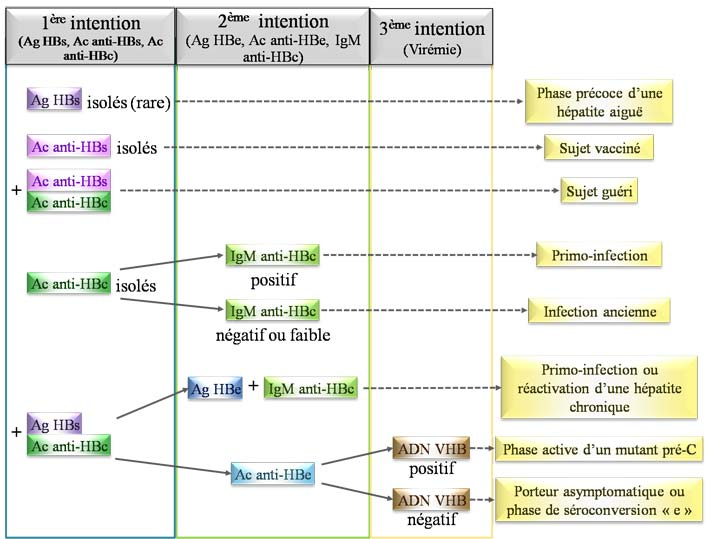 1ère intention
(Ag HBs, Ac anti-HBs, Ac
anti-HBc)
2ème intention
(Ag HBe, Ac anti-HBe, IgM
anti-HBc)
3ème intention
(Virémie)
Ag HBs isolés (rare)
Phase précoce d'une
hépatite aiguë
Ac anti-HBs isolés
Sujet vacciné
+
Ac anti-HBs
Ac anti-HBc
Sujet guéri
Ac anti-HBc isolés
IgM anti-HBc
positif
Primo-infection
IgM anti-HBc
négatif ou faible
Infection ancienne
+
Ag HBs
Ac anti-HBc
Ag HBe + IgM anti-HBc
Primo-infection ou
réactivation d'une hépatite
chronique
Ac anti-HBe
ADN VHB
positif
Phase active d'un mutant pré-C
ADN VHB
négatif
Porteur asymptomatique ou
phase de séroconversion « e »